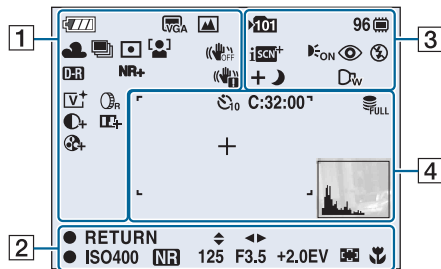 1
VGA
101
96
3
iSCN+
ON
OFF
D-R
NR+
DW
V+
R
10
C:32:00
FULL
4
2
RETURN
ISO400 NR 125 F3.5 +2.0EV